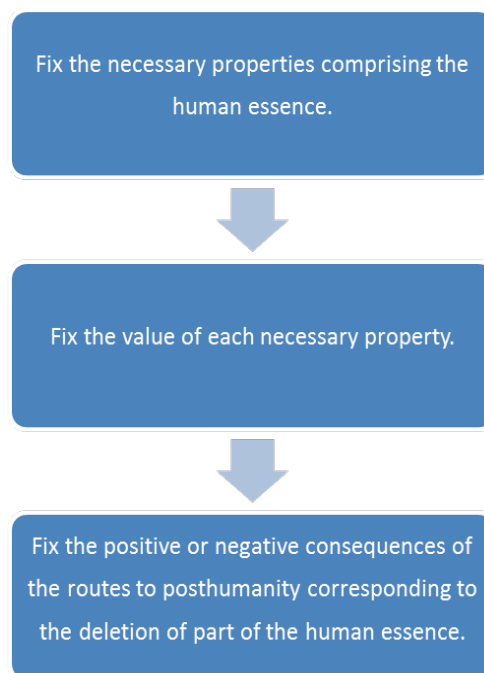 Fix the necessary properties comprising the
human essence.
Fix the value of each necessary property.
Fix the positive or negative consequences of
the routes to posthumanity corresponding to
the deletion of part of the human essence.